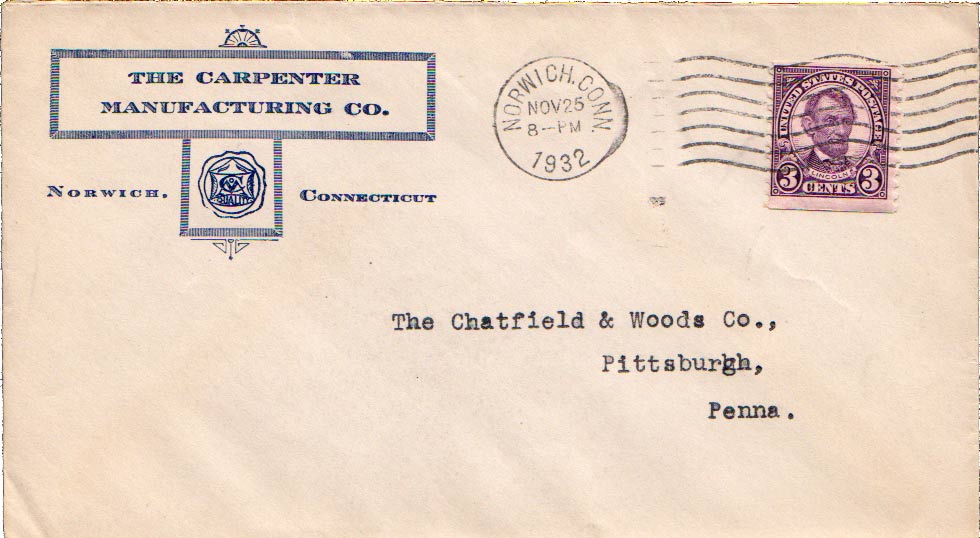 THE CARPENTER
MANUFACTURING CO.
NORWICH,
CONNECTICUT
QUALITY
NORWICH, CONN.
NOV 25
8-PM
1932
UNITED STATES POSTAGE
LINCOLN
3 CENTS 3
The Chatfield & Woods Co.,
Pittsburgh,
Penna.